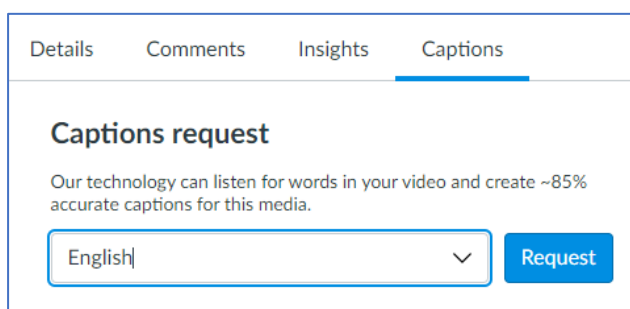 Details Comments Insights Captions
Captions request
Our technology can listen for words in your video and create ~85%
accurate captions for this media.
English Request